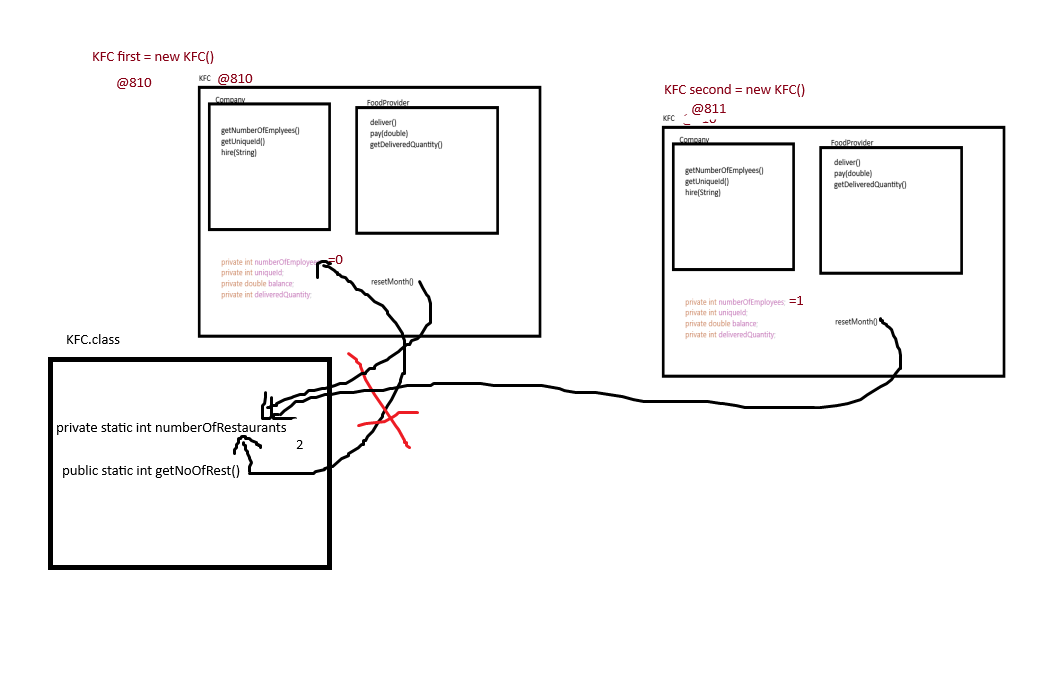 KFC first = new KFC()
@810
KFC @810
Company
getNumberOfEmplyees()
getUniqueId()
hire(String)
FoodProvider
deliver()
pay(double)
getDeliveredQuantity()
private int numberOfEmployees =0
private int uniqueId;
private double balance;
private int deliveredQuantity;
resetMonth()
KFC second = new KFC()
@811
KFC
Company
getNumberOfEmplyees()
getUniqueId()
hire(String)
FoodProvider
deliver()
pay(double)
getDeliveredQuantity()
private int numberOfEmployees; =1
private int uniqueId;
private double balance;
private int deliveredQuantity;
resetMonth()
KFC.class
private static int numberOfRestaurants
2
public static int getNoOfRest()